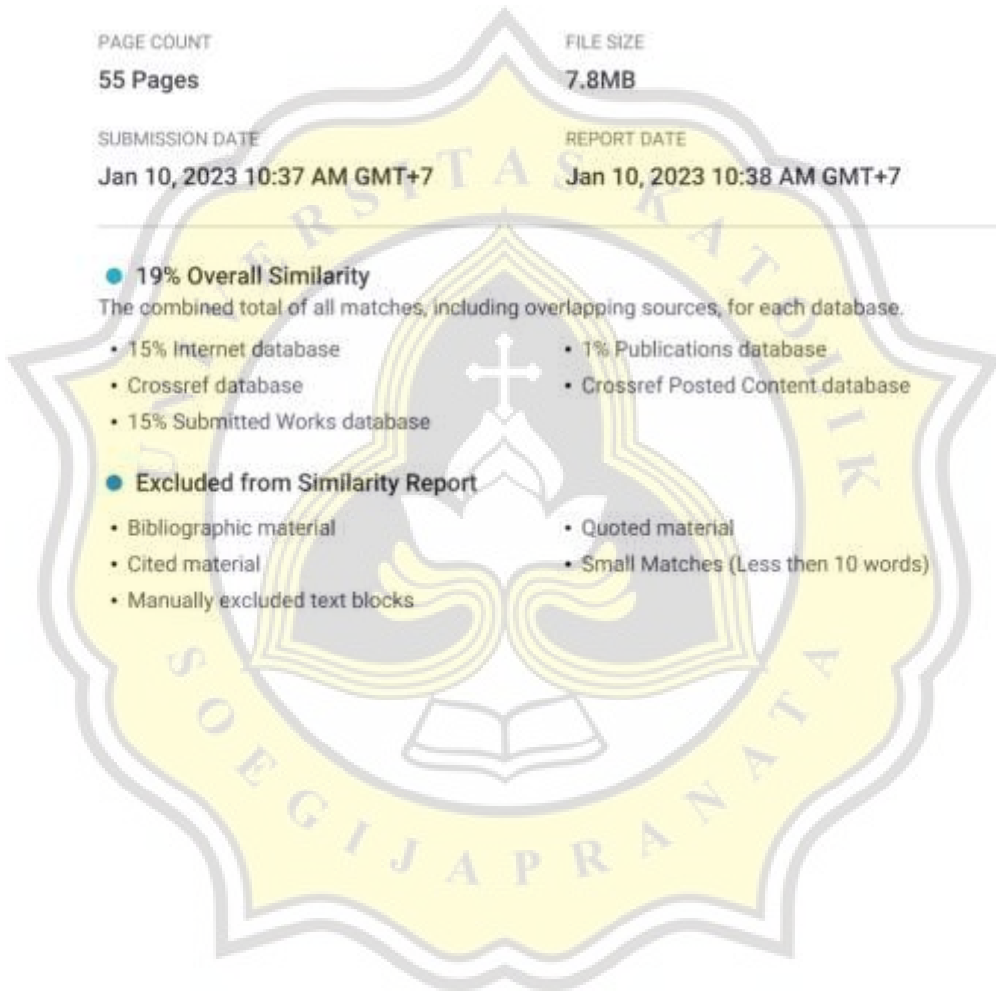 PAGE COUNT
55 Pages
FILE SIZE
7.8MB
SUBMISSION DATE
Jan 10, 2023 10:37 AM GMT+7
REPORT DATE
Jan 10, 2023 10:38 AM GMT+7
19% Overall Similarity
The combined total of all matches, including overlapping sources, for each database.
• 15% Internet database
• 1% Publications database
• Crossref database
• Crossref Posted Content database
• 15% Submitted Works database
Excluded from Similarity Report
• Bibliographic material
• Quoted material
• Cited material
• Small Matches (Less then 10 words)
• Manually excluded text blocks
UNIVERSITAS KATOLIK
SOEGIJAPRANATA